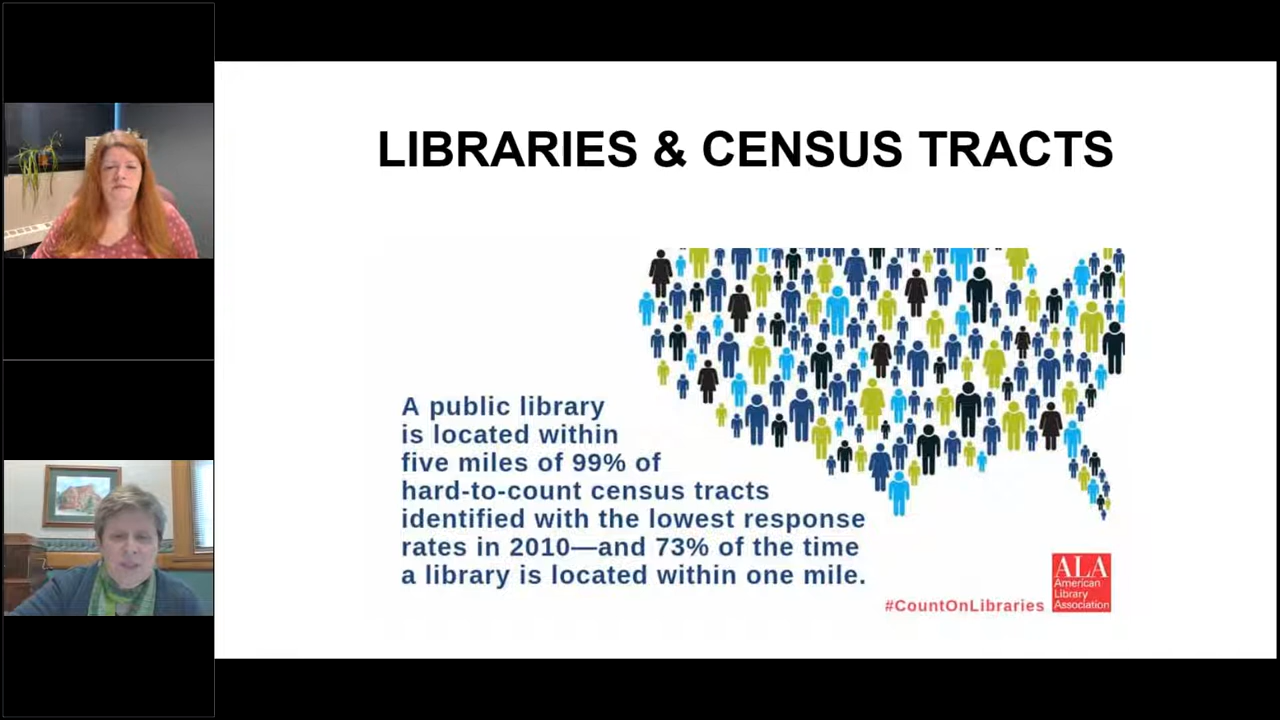 LIBRARIES & CENSUS TRACTS
A public library
is located within
five miles of 99% of
hard-to-count census tracts
identified with the lowest response
rates in 2010—and 73% of the time
a library is located within one mile.
#CountOnLibraries
ALA
American
Library
Association